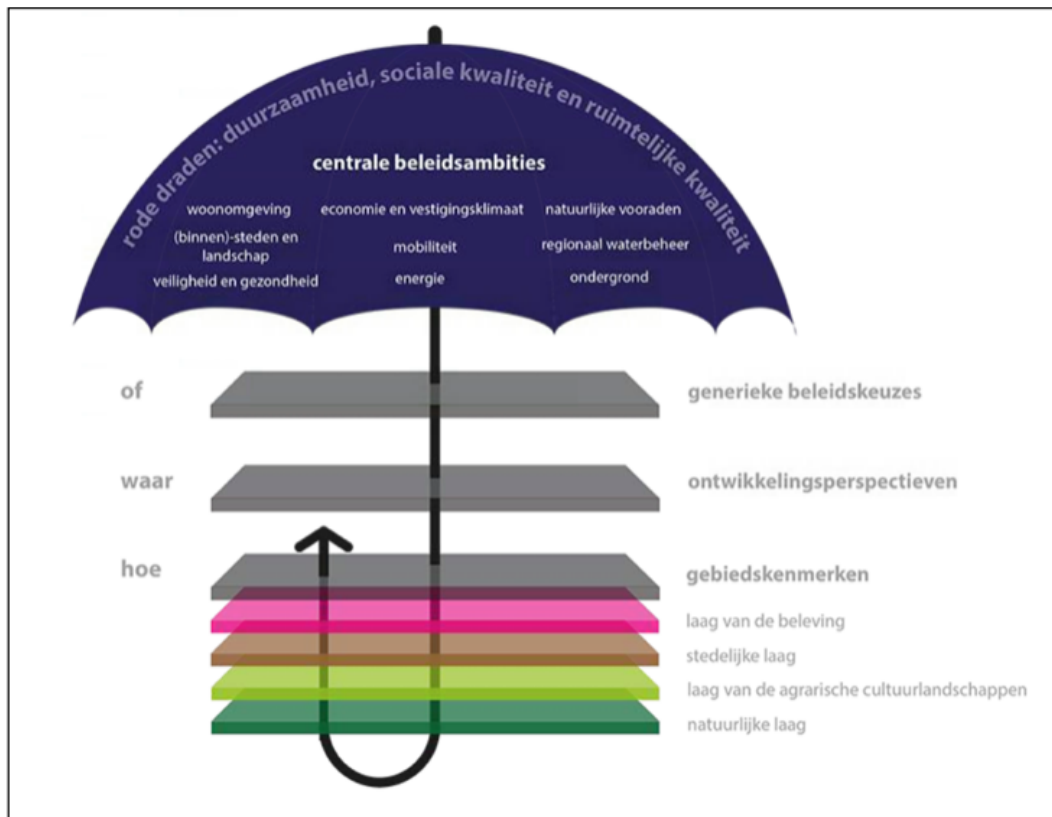 rode draden: duurzaamheid, sociale kwaliteit en ruimtelijke kwaliteit
centrale beleidsambities
woonomgeving
(binnen)-steden en
landschap
veiligheid en gezondheid
economie en vestigingsklimaat
mobiliteit
energie
natuurlijke vooraden
regionaal waterbeheer
ondergrond
of
generieke beleidskeuzes
waar
ontwikkelingsperspectieven
hoe
gebiedskenmerken
laag van de beleving
stedelijke laag
laag van de agrarische cultuurlandschappen
natuurlijke laag